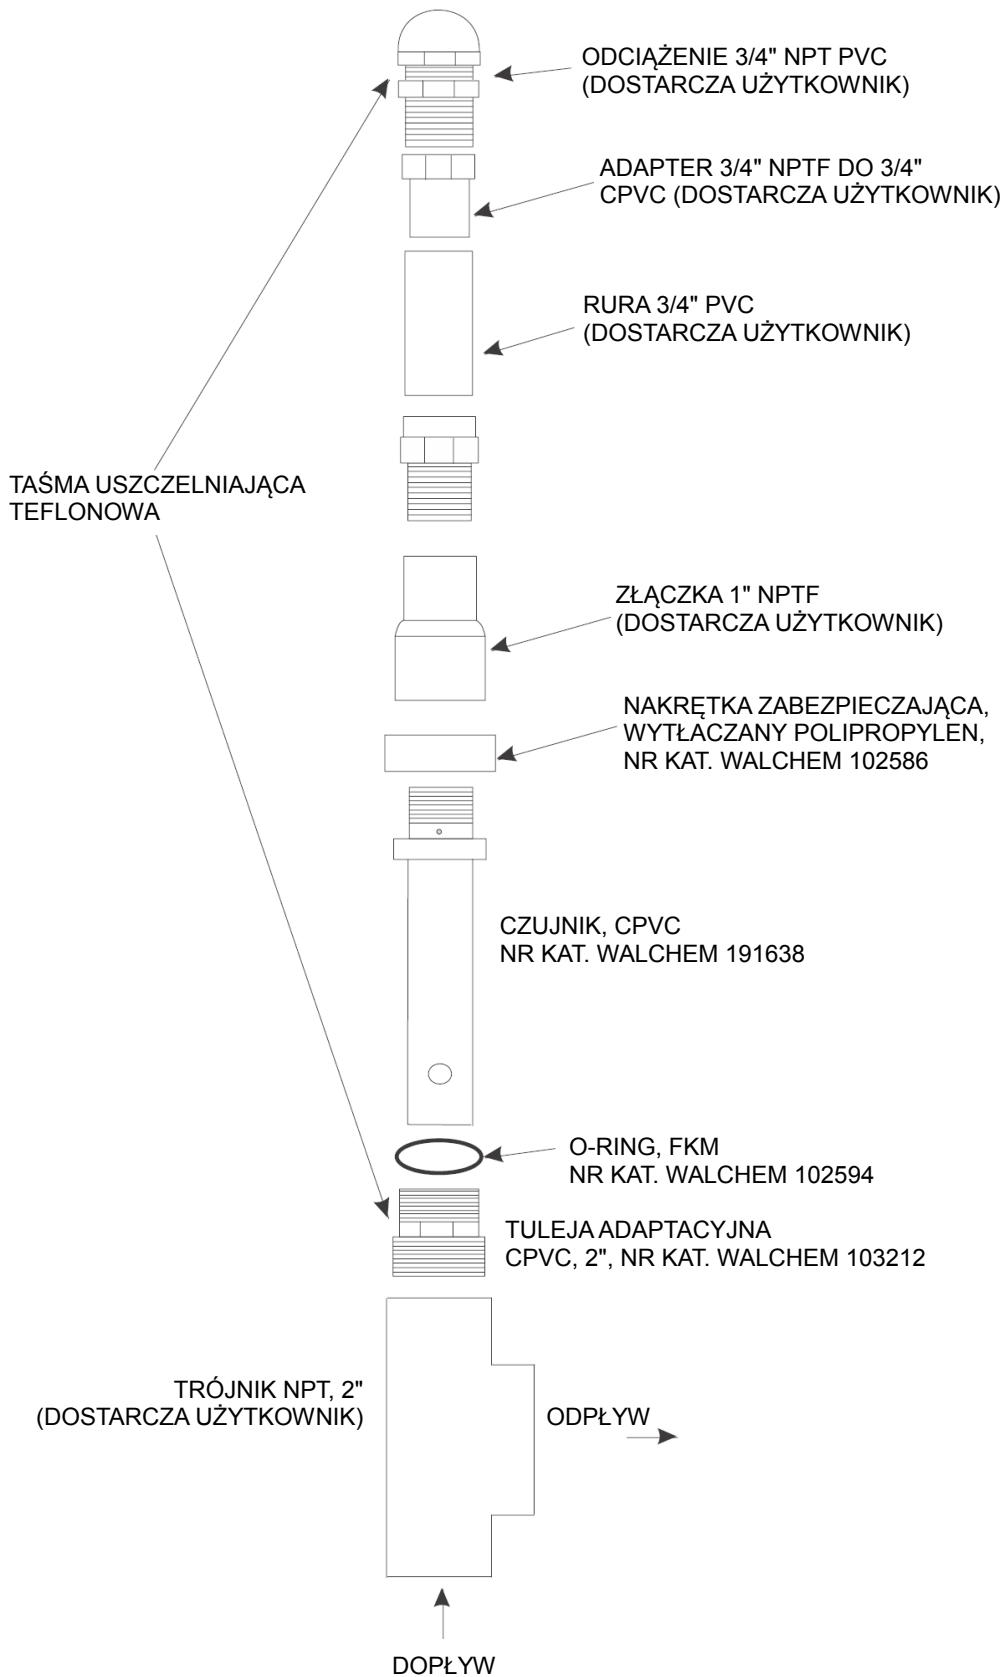 ODCIĄŻENIE 3/4" NPT PVC
(DOSTARCZA UŻYTKOWNIK)
ADAPTER 3/4" NPTF DO 3/4"
CPVC (DOSTARCZA UŻYTKOWNIK)
RURA 3/4" PVC
(DOSTARCZA UŻYTKOWNIK)
TAŚMA USZCZELNIAJĄCA
TEFLONOWA
ZŁĄCZKA 1" NPTF
(DOSTARCZA UŻYTKOWNIK)
NAKRĘTKA ZABEZPIECZAJĄCA,
WYTŁACZANY POLIPROPYLEN,
NR KAT. WALCHEM 102586
CZUJNIK, CPVC
NR KAT. WALCHEM 191638
O-RING, FKM
NR KAT. WALCHEM 102594
TULEJA ADAPTACYJNA
CPVC, 2", NR KAT. WALCHEM 103212
TRÓJNIK NPT, 2"
(DOSTARCZA UŻYTKOWNIK)
ODPŁYW
DOPŁYW